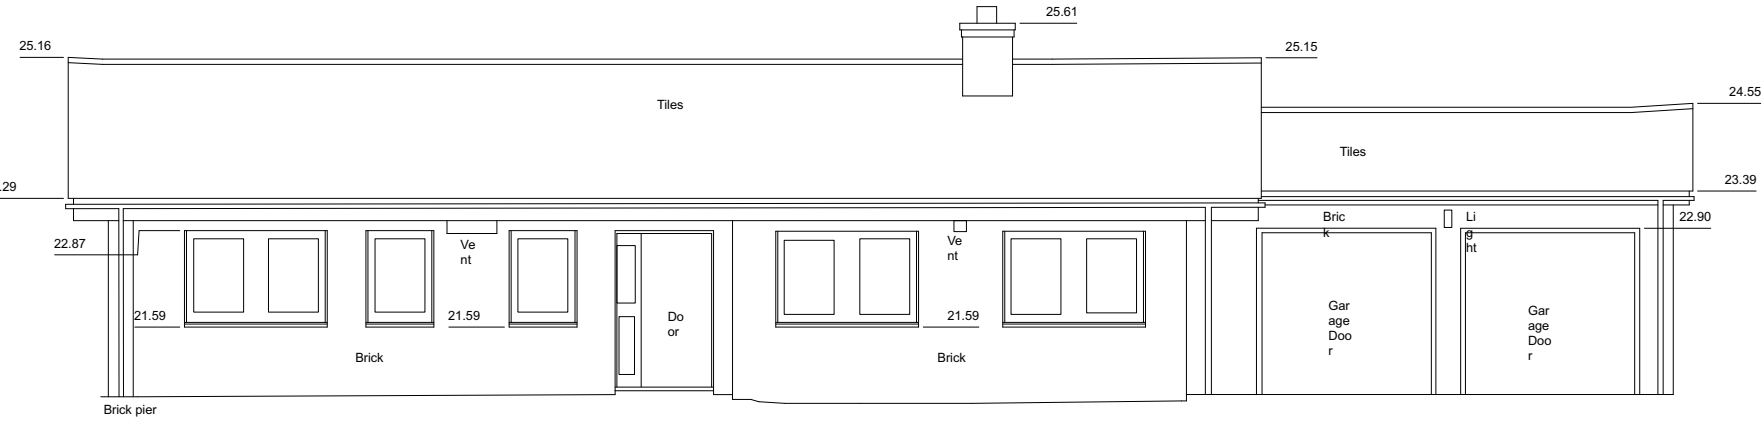 25.61
25.16
25.15
24.55
Tiles
Tiles
.29
23.39
22.87
Ve
nt
Ve
nt
Bric
k
Li
g
ht
22.90
21.59
21.59
Do
or
21.59
Gar
age
Doo
r
Gar
age
Doo
r
Brick
Brick
Brick pier